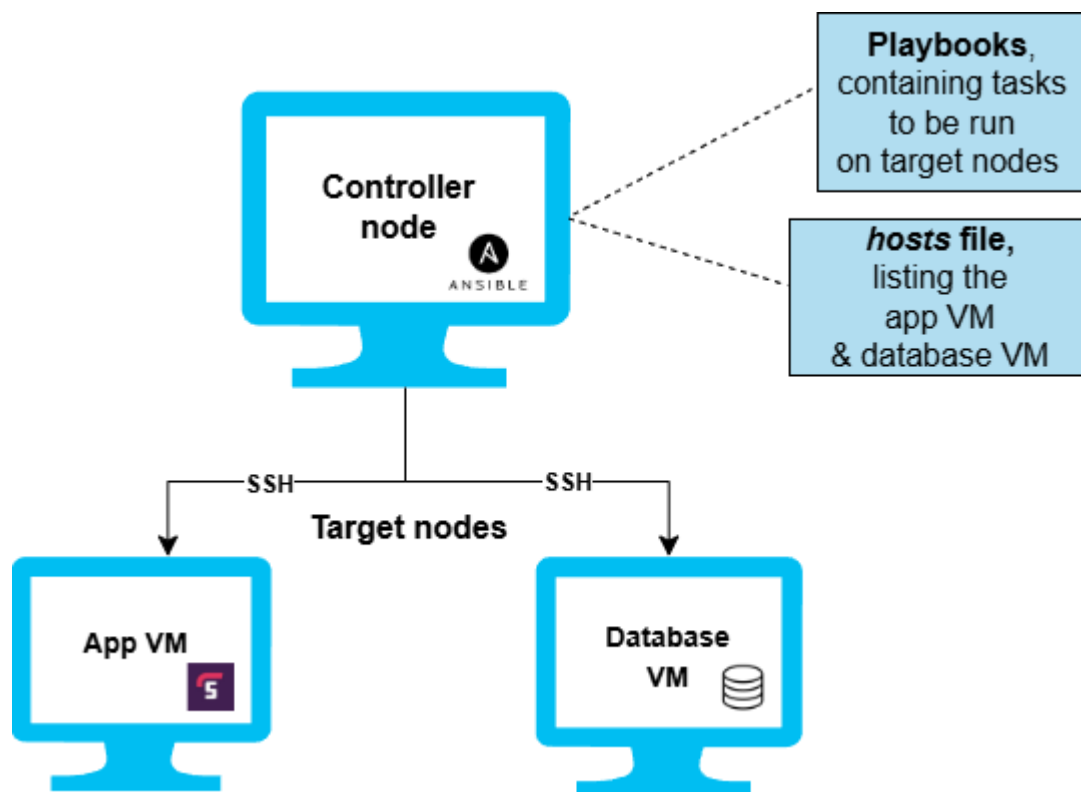 Playbooks,
containing tasks
to be run
on target nodes
Controller
node
ANSIBLE
hosts file,
listing the
app VM
& database VM
SSH
SSH
Target nodes
App VM
S
Database
VM